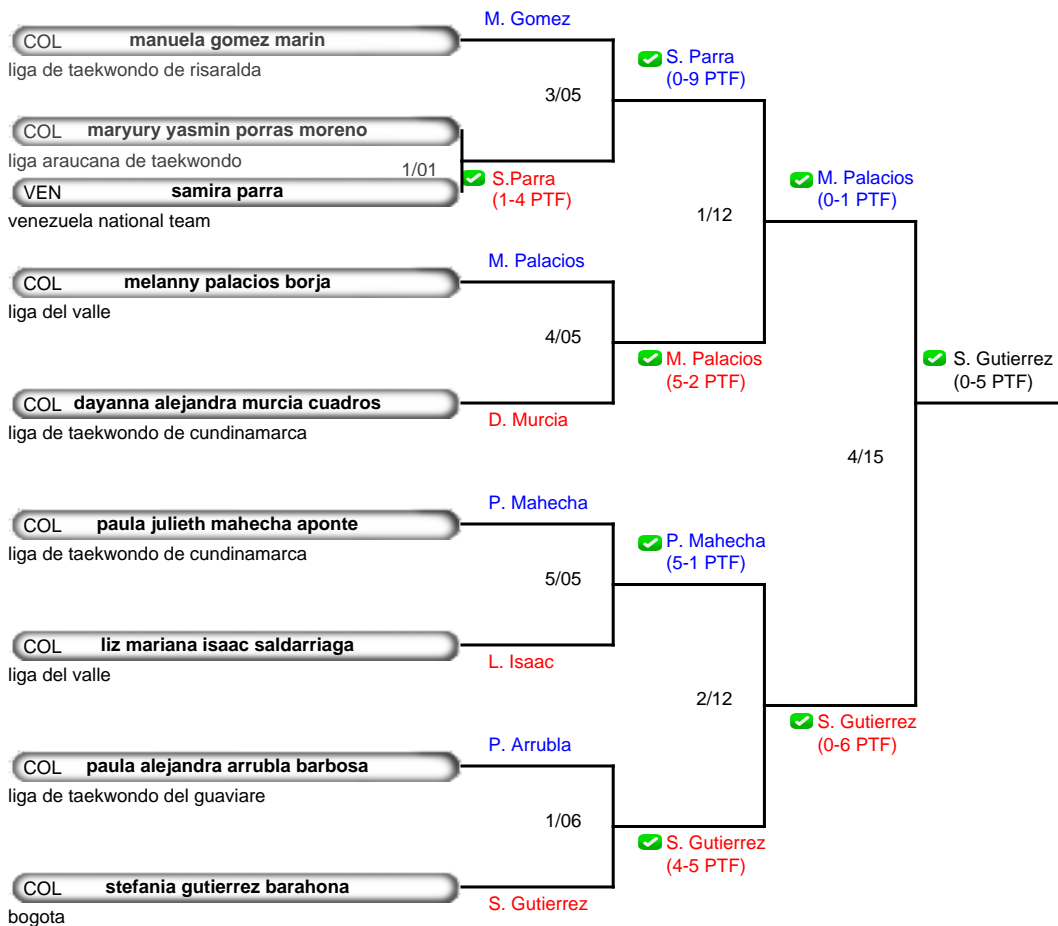 M. Gomez
COL manuela gomez marin
liga de taekwondo de risaralda
S. Parra
(0-9 PTF)
3/05
COL maryury yasmin porras moreno
liga araucana de taekwondo
1/01
VEN samira parra
venezuela national team
S.Parra
(1-4 PTF)
M. Palacios
(0-1 PTF)
1/12
M. Palacios
COL melanny palacios borja
liga del valle
4/05
M. Palacios
(5-2 PTF)
S. Gutierrez
(0-5 PTF)
COL dayanna alejandra murcia cuadros
liga de taekwondo de cundinamarca
D. Murcia
4/15
P. Mahecha
COL paula julieth mahecha aponte
liga de taekwondo de cundinamarca
P. Mahecha
(5-1 PTF)
5/05
COL liz mariana isaac saldarriaga
liga del valle
L. Isaac
2/12
S. Gutierrez
(0-6 PTF)
P. Arrubla
COL paula alejandra arrubla barbosa
liga de taekwondo del guaviare
1/06
S. Gutierrez
(4-5 PTF)
COL stefania gutierrez barahona
bogota
S. Gutierrez